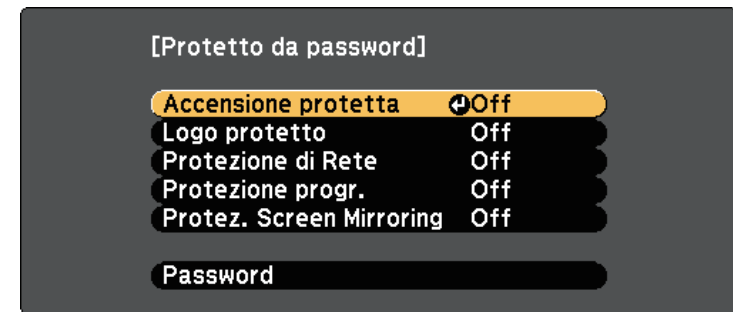 [Protetto da password]
Accensione protetta Off
Logo protetto Off
Protezione di Rete Off
Protezione progr. Off
Protez. Screen Mirroring Off
Password